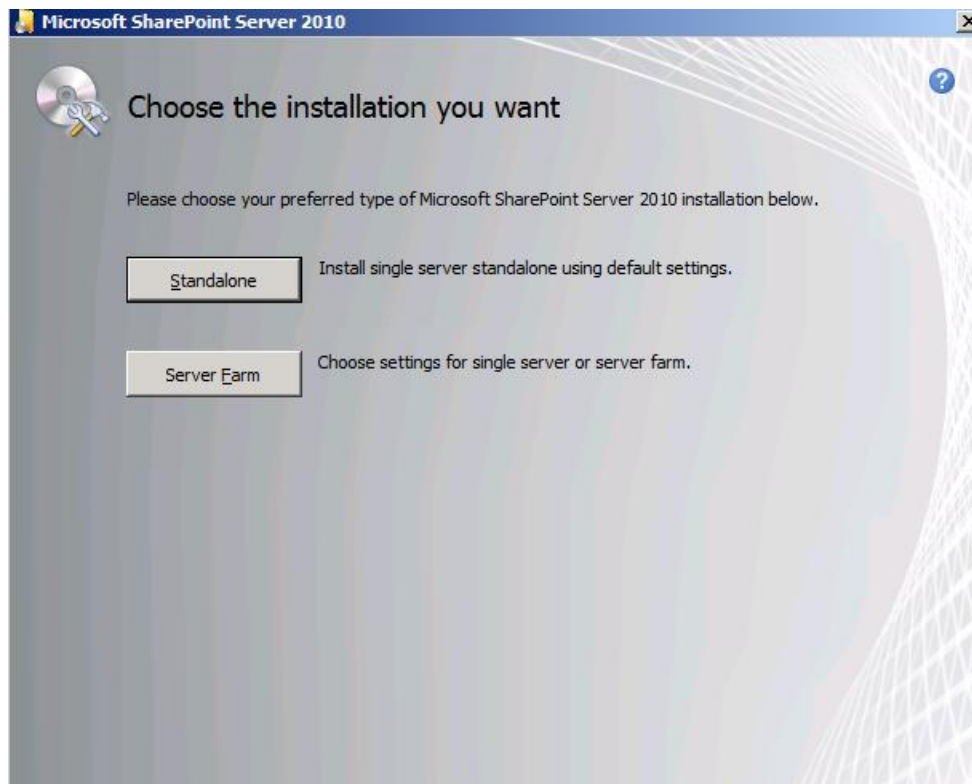 Microsoft SharePoint Server 2010
Choose the installation you want
Please choose your preferred type of Microsoft SharePoint Server 2010 installation below.
Standalone
Install single server standalone using default settings.
Server Farm
Choose settings for single server or server farm.